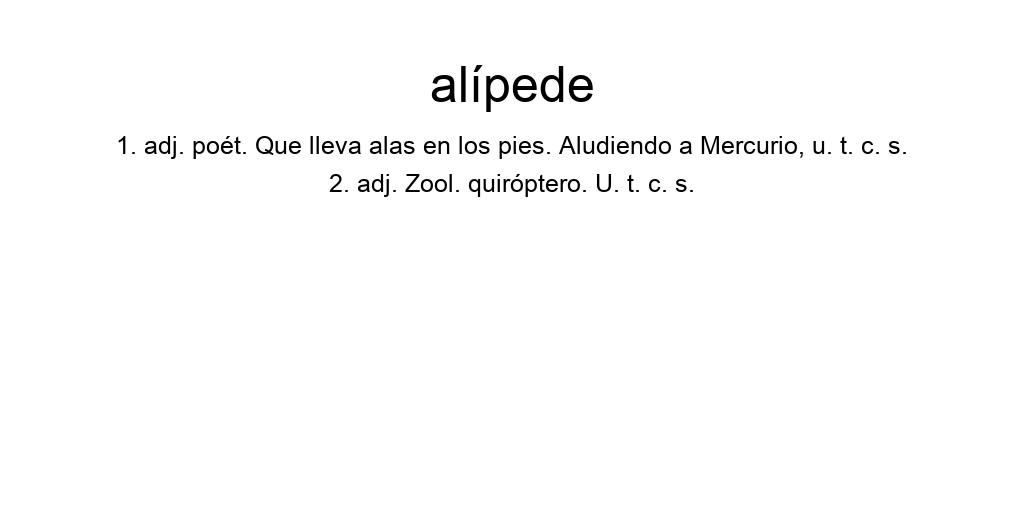 alípede
1. adj. poét. Que lleva alas en los pies. Aludiendo a Mercurio, u. t. c. s.
2. adj. Zool. quiróptero. U. t. c. s.